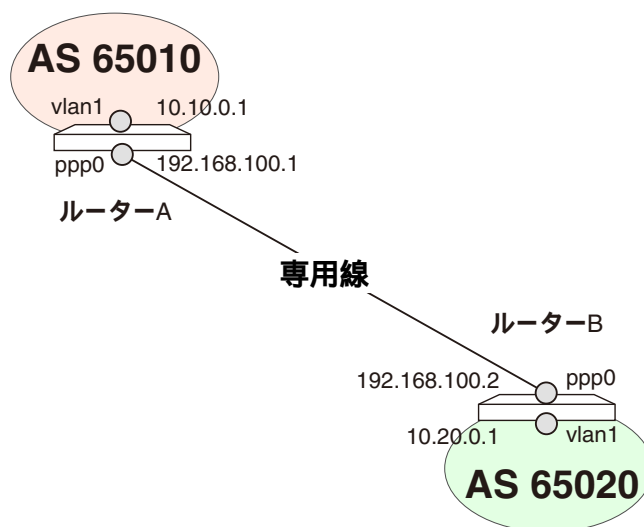 AS 65010
vlan1 10.10.0.1
ppp0 192.168.100.1
ルーターA
専用線
ルーターB
192.168.100.2 ppp0
10.20.0.1 vlan1
AS 65020